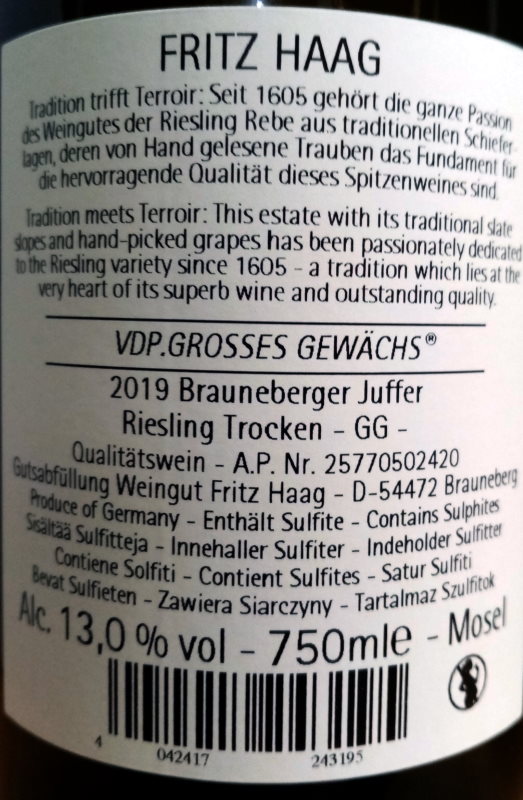 FRITZ HAAG
Tradition trifft Terroir: Seit 1605 gehört die ganze Passion
des Weingutes der Riesling Rebe aus traditionellen Schiefer-
lagen, deren von Hand gelesene Trauben das Fundament für
die hervorragende Qualität dieses Spitzenweines sind.
Tradition meets Terroir: This estate with its traditional slate
slopes and hand-picked grapes has been passionately dedicated
to the Riesling variety since 1605 - a tradition which lies at the
very heart of its superb wine and outstanding quality.
VDP.GROSSES GEWÄCHS®
2019 Brauneberger Juffer
Riesling Trocken - GG -
Qualitätswein - A.P. Nr. 25770502420
Gutsabfüllung Weingut Fritz Haag - D-54472 Brauneberg
Produce of Germany - Enthält Sulfite - Contains Sulphites
Sisältää Sulfitteja - Innehaller Sulfiter - Indeholder Sulfitter
Contiene Solfiti - Contient Sulfites - Satur Sulfiti
Bevat Sulfieten - Zawiera Siarczyny - Tartalmaz Szulfitok
Alc. 13,0 % vol - 750mle - Mosel
4 042417 243195